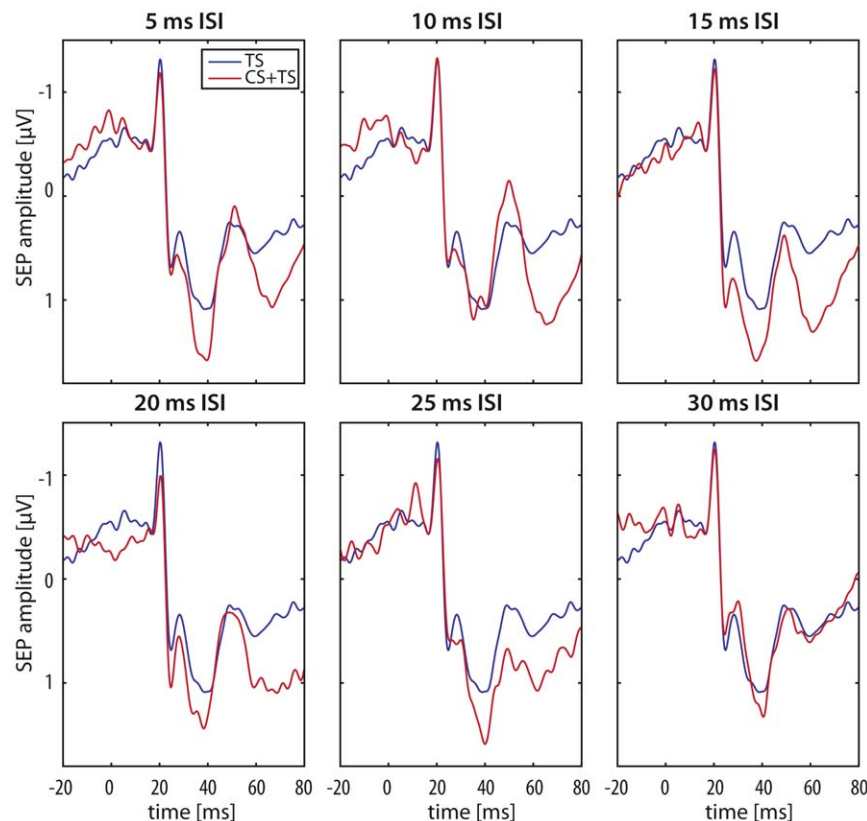 5 ms ISI
10 ms ISI
15 ms ISI
TS
CS+TS
SEP amplitude [µV]
-1
0
1
20 ms ISI
25 ms ISI
30 ms ISI
SEP amplitude [µV]
-1
0
1
-20 0 20 40 60 80
-20 0 20 40 60 80
-20 0 20 40 60 80
time [ms]
time [ms]
time [ms]